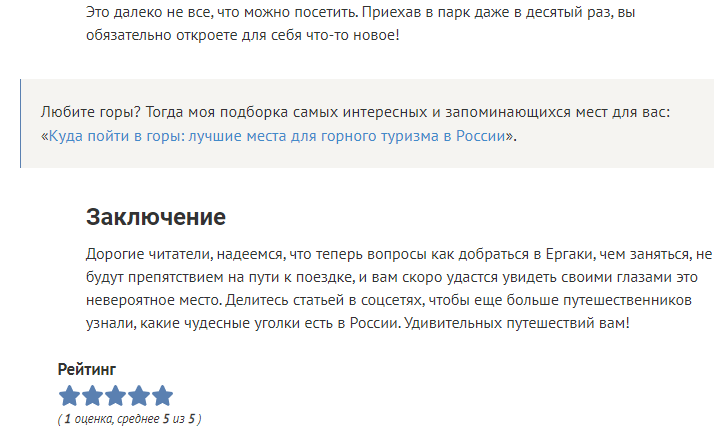 Это далеко не все, что можно посетить. Приехав в парк даже в десятый раз, вы
обязательно откроете для себя что-то новое!
Любите горы? Тогда моя подборка самых интересных и запоминающихся мест для вас:
«Куда пойти в горы: лучшие места для горного туризма в России».
Заключение
Дорогие читатели, надеемся, что теперь вопросы как добраться в Ергаки, чем заняться, не
будут препятствием на пути к поездке, и вам скоро удастся увидеть своими глазами это
невероятное место. Делитесь статьей в соцсетях, чтобы еще больше путешественников
узнали, какие чудесные уголки есть в России. Удивительных путешествий вам!
Рейтинг
( 1 оценка, среднее 5 из 5 )